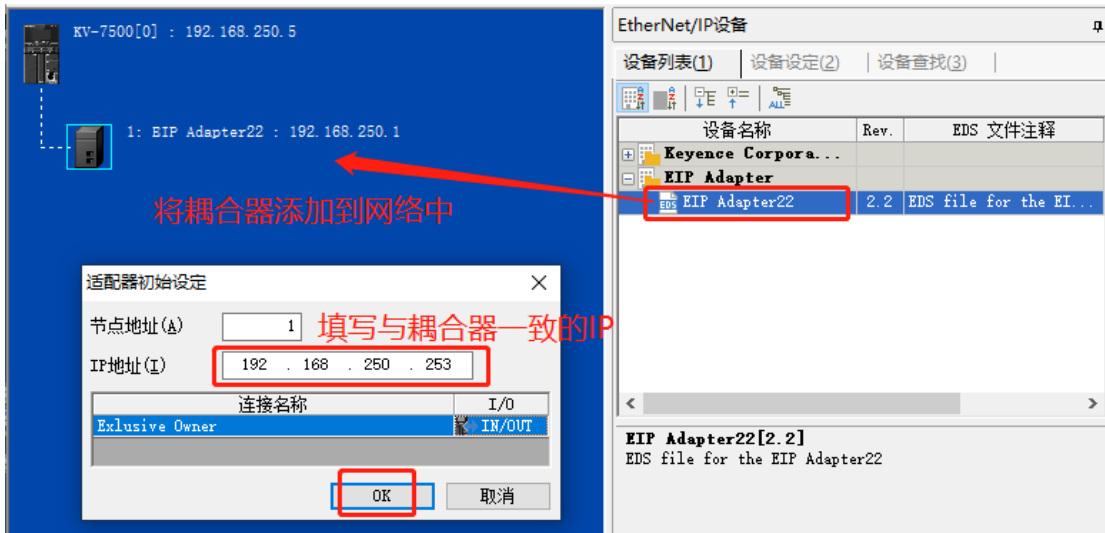 KV-7500[0] : 192.168.250.5
1: EIP Adapter22 : 192.168.250.1
将耦合器添加到网络中
适配器初始设定
节点地址(A)
1
填写与耦合器一致的IP
IP地址(I)
192 . 168 . 250 . 253
连接名称 I/O
Exlusive Owner IN/OUT
OK 取消
EtherNet/IP设备
设备列表(1) 设备设定(2) 设备查找(3)
ALL
设备名称 Rev. EDS 文件注释
Keyence Corpora...
EIP Adapter
EDS EIP Adapter22 2.2 EDS file for the EI...
EIP Adapter22[2.2]
EDS file for the EIP Adapter22